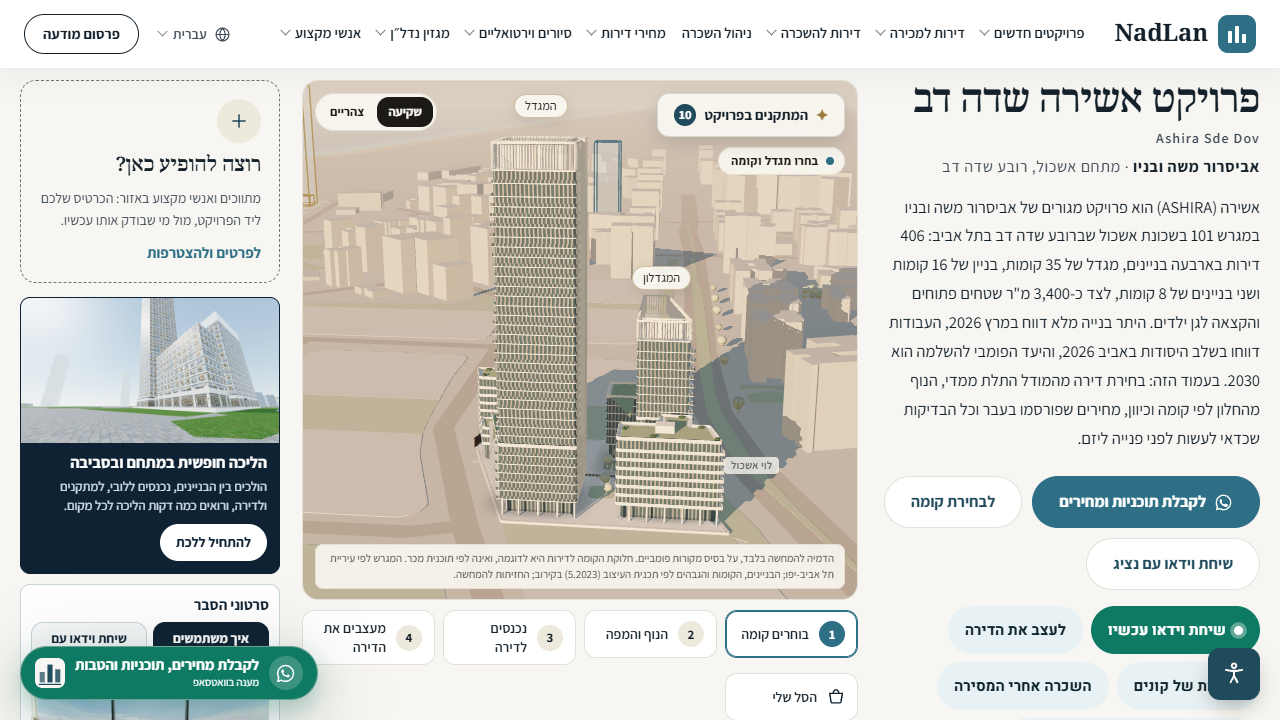 NadLan
פרויקטים חדשים
דירות למכירה
דירות להשכרה
ניהול השכרה
מחירי דירות
סיורים וירטואליים
מגזין נדל״ן
אנשי מקצוע
עברית
פרסום מודעה
פרויקט אשירה שדה דב
Ashira Sde Dov
אביסרור משה ובניו · מתחם אשכול, רובע שדה דב
אשירה (ASHIRA) הוא פרויקט מגורים של אביסרור משה ובניו
במגרש 101 בשכונת אשכול שברובע שדה דב בתל אביב: 406
דירות בארבעה בניינים, מגדל של 35 קומות, בניין של 16 קומות
ושני בניינים של 8 קומות, לצד כ-3,400 מ"ר שטחים פתוחים
והקצאה לגן ילדים. היתר בנייה מלא דווח במרץ 2026, העבודות
דווחו בשלב היסודות באביב 2026, והיעד הפומבי להשלמה הוא
2030. בעמוד הזה: בחירת דירה מהמודל התלת ממדי, הנוף
מהחלון לפי קומה וכיוון, מחירים שפורסמו בעבר וכל הבדיקות
שכדאי לעשות לפני פנייה ליזם.
לקבלת תוכניות ומחירים
לבחירת קומה
שיחת וידאו עם נציג
שיחת וידאו עכשיו
לעצב את הדירה
ת של קונים
השכרה אחרי המסירה
המתקנים בפרויקט 10
בחרו מגדל וקומה
המגדל
שקיעה
צהריים
המגדלון
לוי אשכול
הדמיה להמחשה בלבד, על בסיס מקורות פומביים. חלוקת הקומה לדירות היא לדוגמה, ואינה לפי תוכנית מכר. המגרש לפי עיריית
תל אביב-יפו; הבניינים, הקומות והגבהים לפי תכנית העיצוב (5.2023) בקירוב; החזיתות להמחשה.
1 בוחרים קומה
2 הנוף והמפה
3 נכנסים
לדירה
4 מעצבים את
הדירה
הסל שלי
רוצה להופיע כאן?
מתווכים ואנשי מקצוע באזור: הכרטיס שלכם
ליד הפרויקט, מול מי שבודק אותו עכשיו.
לפרטים ולהצטרפות
הליכה חופשית במתחם ובסביבה
הולכים בין הבניינים, נכנסים ללובי, למתקנים
ולדירה, ורואים כמה דקות הליכה לכל מקום.
להתחיל ללכת
סרטוני הסבר
איך משתמשים
שיחת וידאו עם
לקבלת מחירים, תוכניות והטבות
מענה בוואטסאפ